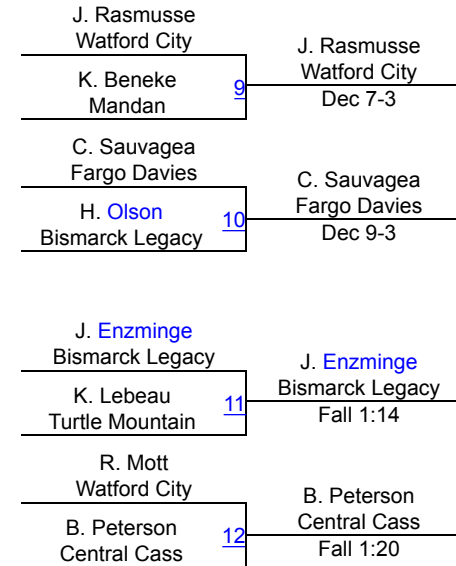 J. Rasmusse
Watford City
K. Beneke
Mandan
9
J. Rasmusse
Watford City
Dec 7-3
C. Sauvagea
Fargo Davies
H. Olson
Bismarck Legacy
10
C. Sauvagea
Fargo Davies
Dec 9-3
J. Enzminge
Bismarck Legacy
K. Lebeau
Turtle Mountain
11
J. Enzminge
Bismarck Legacy
Fall 1:14
R. Mott
Watford City
B. Peterson
Central Cass
12
B. Peterson
Central Cass
Fall 1:20